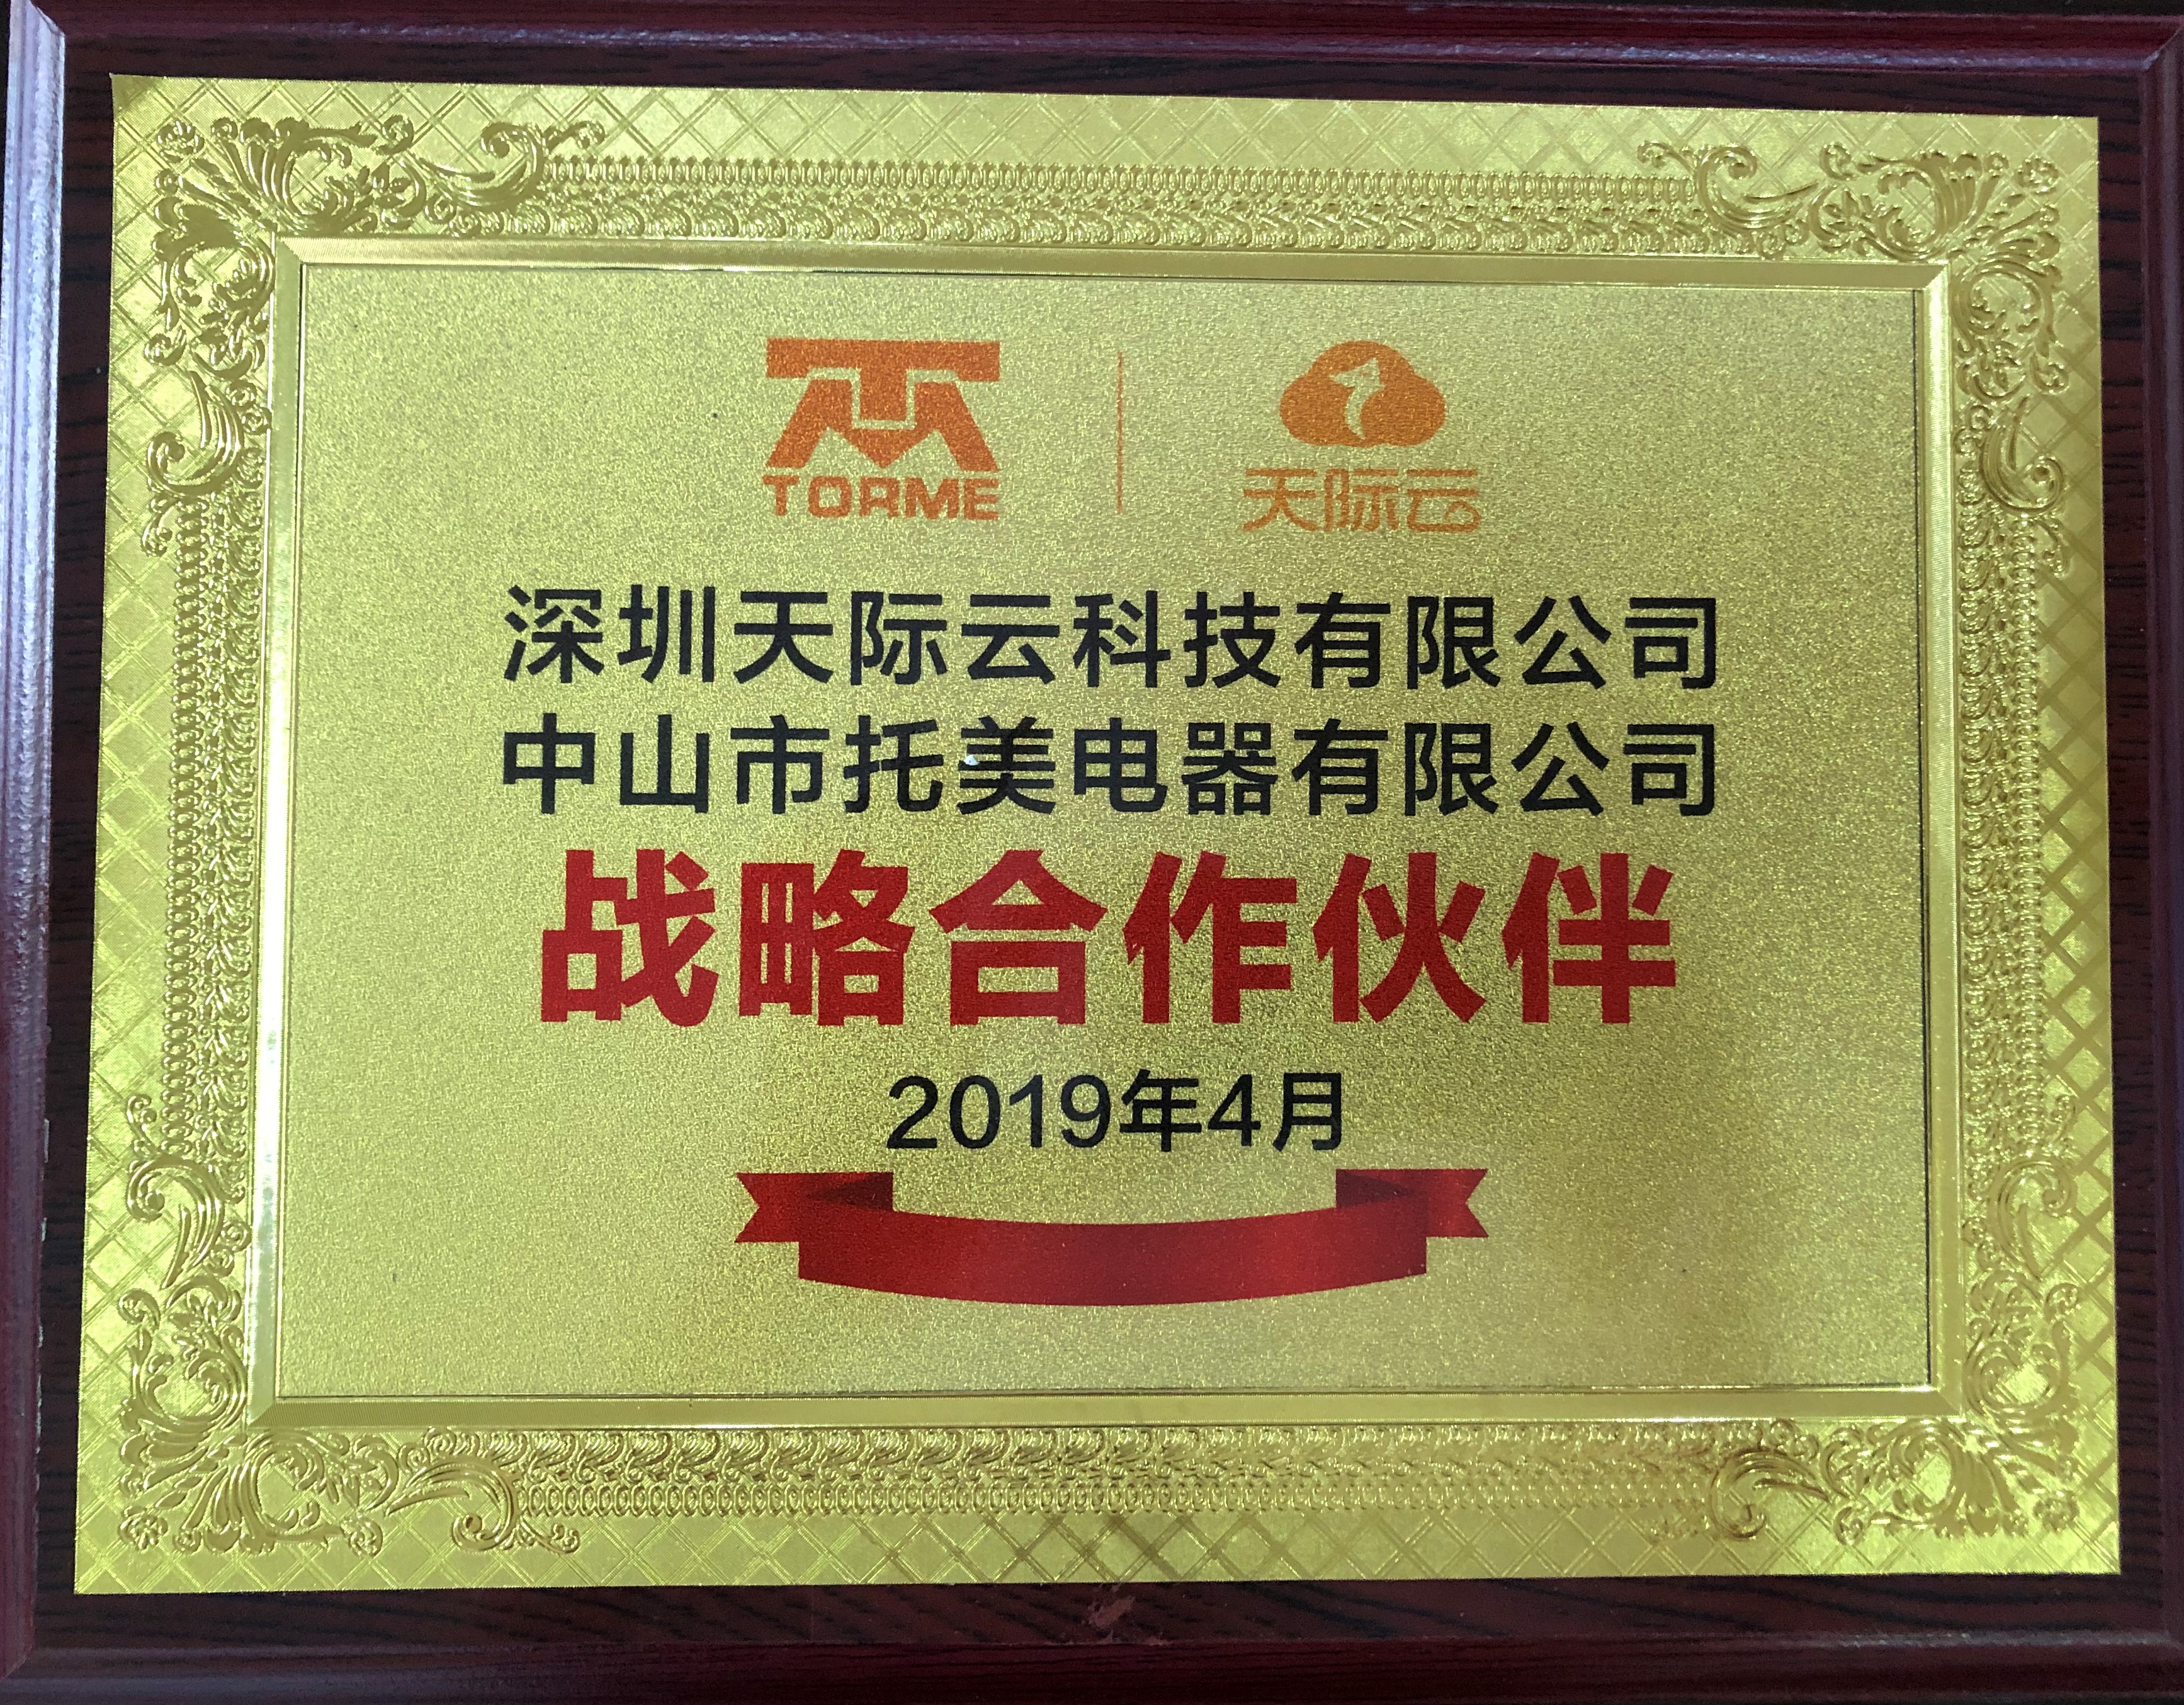 TORME
天际云
深圳天际云科技有限公司
中山市托美电器有限公司
战略合作伙伴
2019年4月